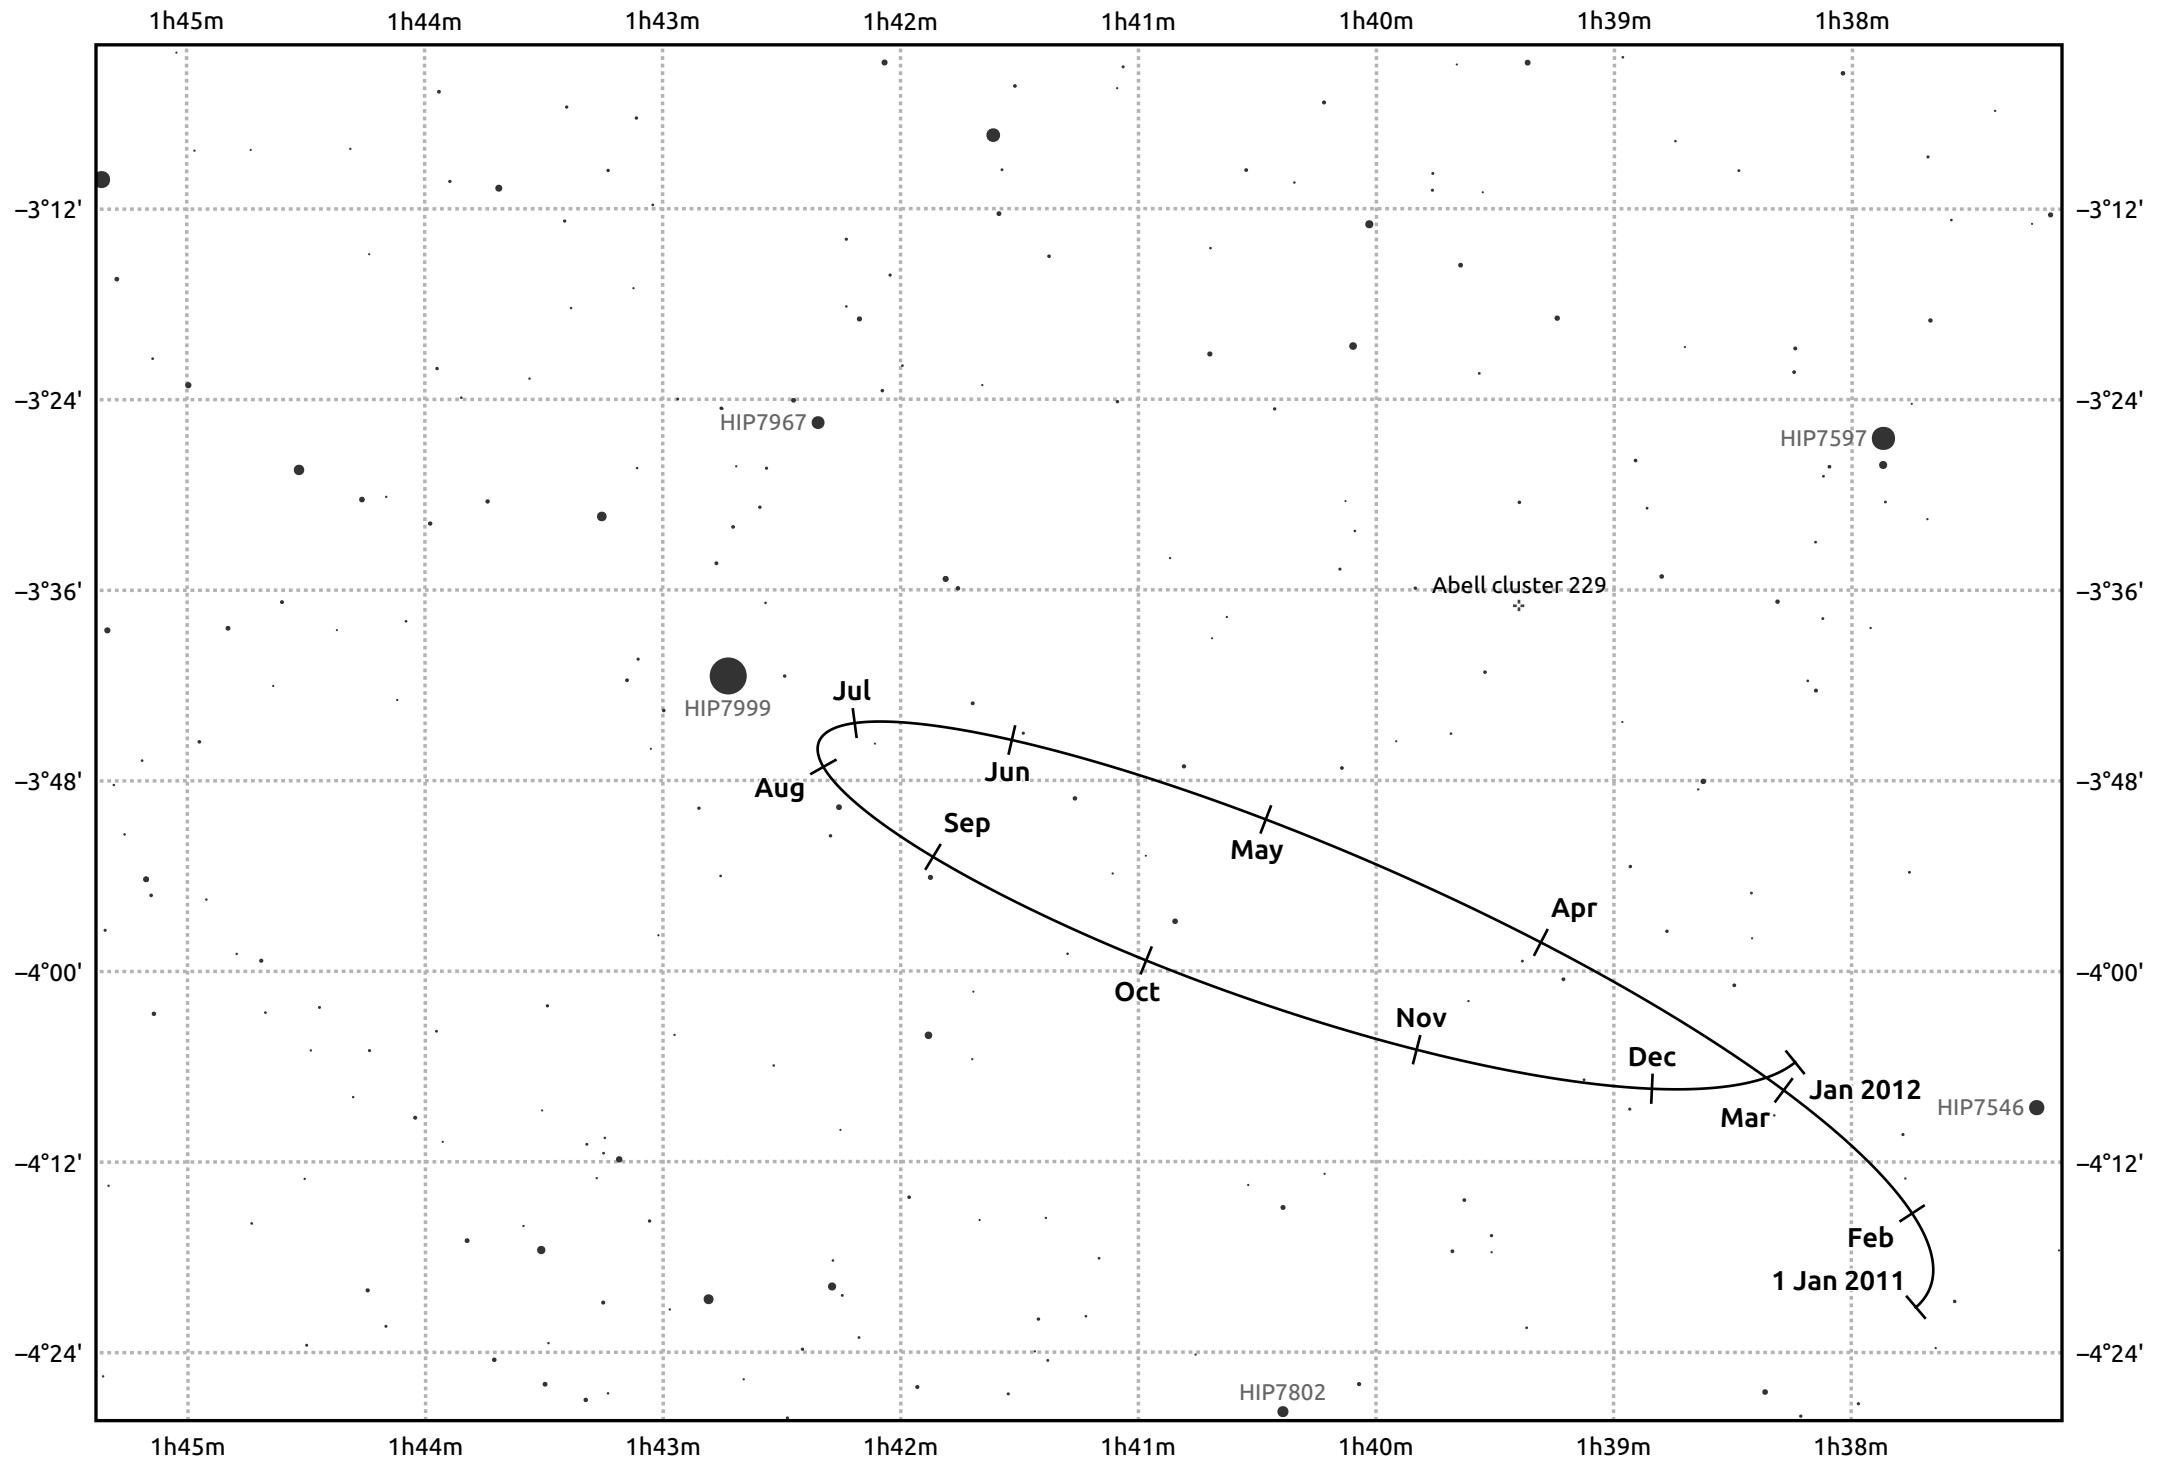 1h45m 1h44m 1h43m 1h42m 1h41m 1h40m 1h39m 1h38m
−3°12' −3°12'
−3°24' −3°24'
HIP7967
HIP7597
−3°36' Abell cluster 229 −3°36'
Jul
HIP7999
Jun
−3°48' −3°48'
Aug
Sep
May
Apr
−4°00' −4°00'
Oct
Nov
Dec
Jan 2012
HIP7546
Mar
−4°12' −4°12'
Feb
1 Jan 2011
−4°24' −4°24'
HIP7802
1h45m 1h44m 1h43m 1h42m 1h41m 1h40m 1h39m 1h38m